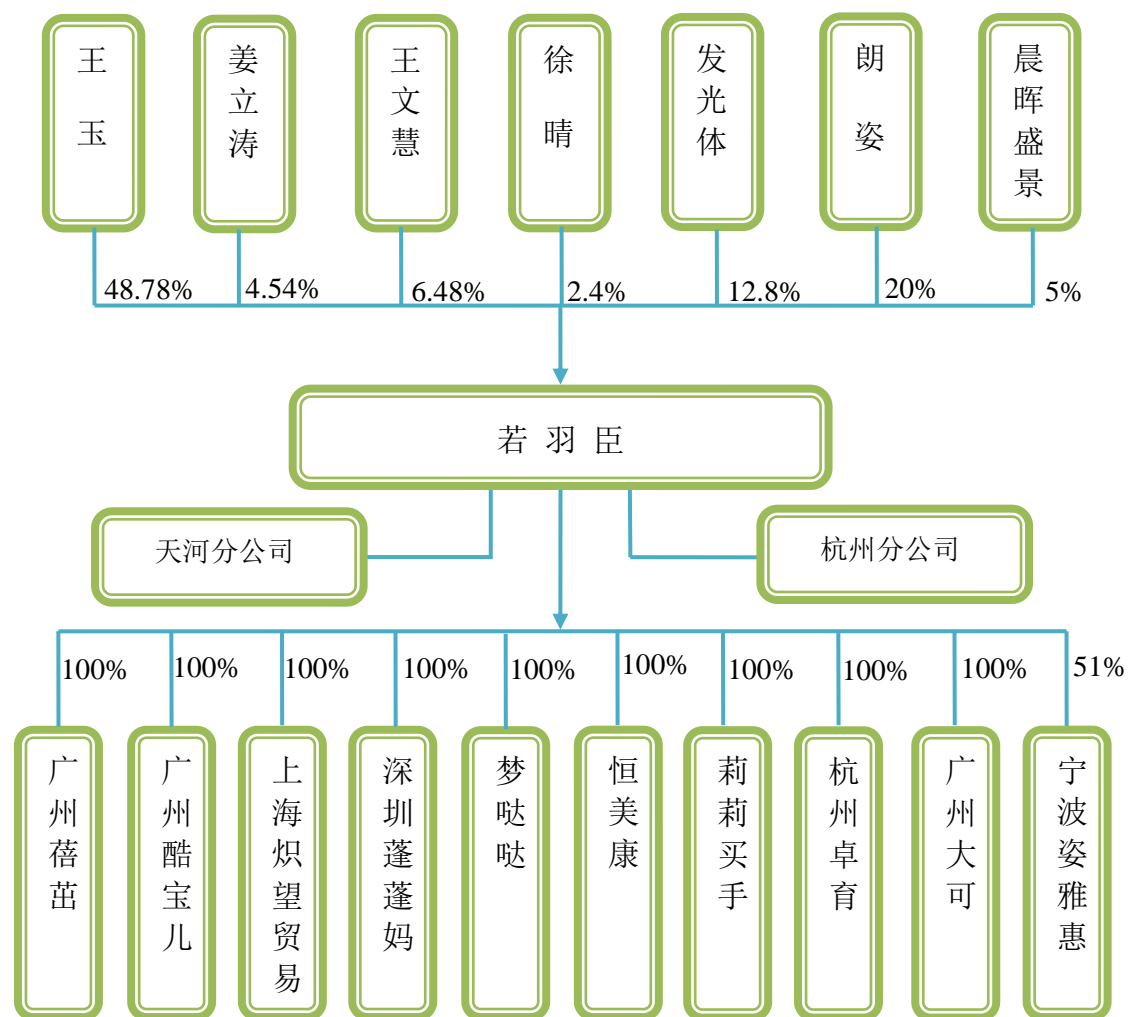 王玉
姜立涛
王文慧
徐晴
发光体
朗姿
晨晖盛景
48.78%
4.54%
6.48%
2.4%
12.8%
20%
5%
若羽臣
天河分公司
杭州分公司
100%
100%
100%
100%
100%
100%
100%
100%
100%
51%
广州蓓茁
广州酷宝儿
上海炽望贸易
深圳蓬蓬妈
梦哒哒
恒美康
莉莉买手
杭州卓育
广州大可
宁波姿雅惠